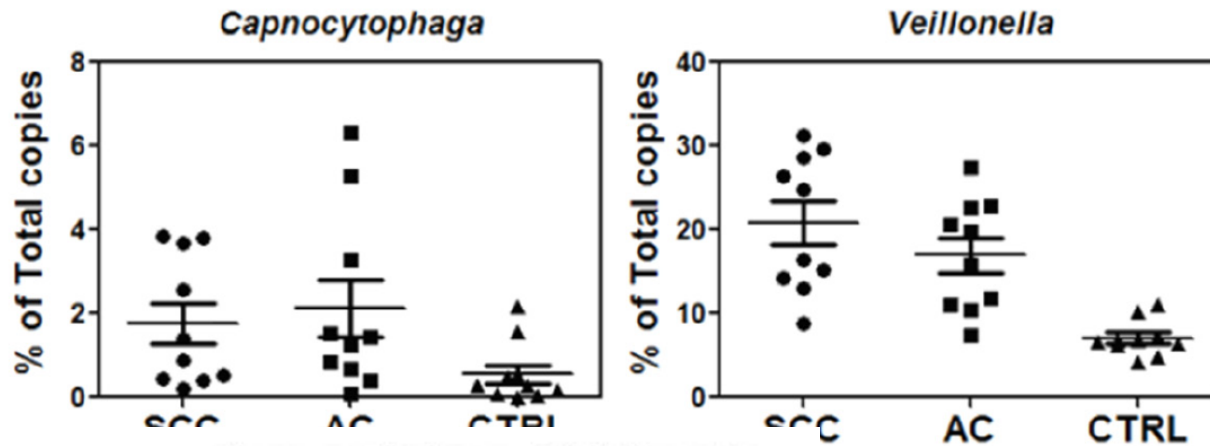 Capnocytophaga
Veillonella
% of Total copies
8
6
4
2
0
SCC
AC
CTRL
% of Total copies
40
30
20
10
0
SCC
AC
CTRL